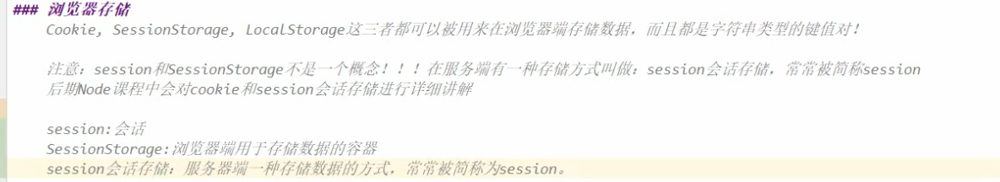 ### 浏览器存储
Cookie, SessionStorage, LocalStorage这三者都可以被用来在浏览器端存储数据，而且都是字符串类型的键值对！
注意：session和SessionStorage不是一个概念！！！在服务端有一种存储方式叫做：session会话存储，常常被简称session
后期Node课程中会对cookie和session会话存储进行详细讲解
session:会话
SessionStorage:浏览器端用于存储数据的容器
session会话存储：服务器端一种存储数据的方式，常常被简称为session。